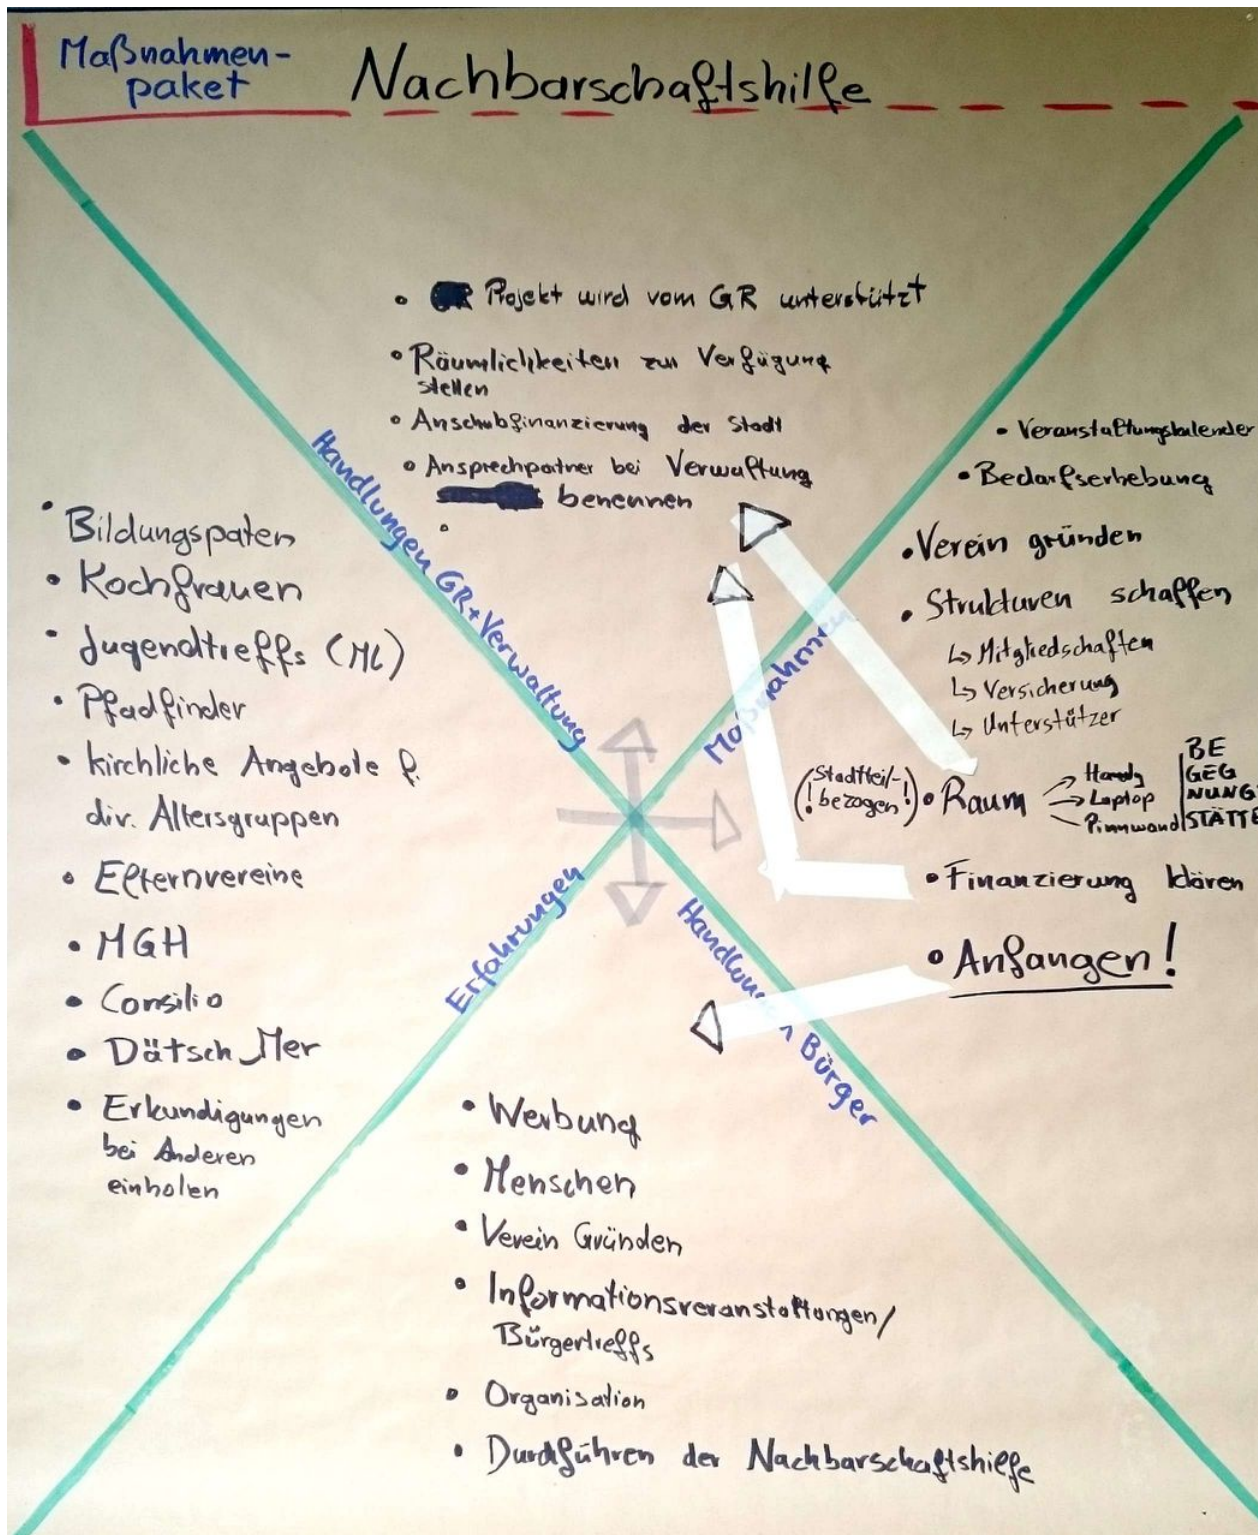 Maßnahmen-
paket
Nachbarschaftshilfe
• Projekt wird vom GR unterstützt
• Räumlichkeiten zur Verfügung
stellen
• Anschubfinanzierung der Stadt
• Ansprechpartner bei Verwaltung
benennen
Handlungen GR+Verwaltung
• Bildungspaten
• Kochfrauen
• Jugendtreffs (ML)
• Pfadfinder
• kirchliche Angebote f.
div. Altersgruppen
• Elternvereine
• MGH
• Consilio
• Dätsch Mer
• Erkundigungen
bei Anderen
einholen
Erfahrungen
Maßnahmen
• Veranstaltungskalender
• Bedarfserhebung
• Verein gründen
• Strukturen schaffen
↳ Mitgliedschaften
↳ Versicherung
↳ Unterstützer
(Stadtteil-
! bezogen!)
• Raum
→ Handy
→ Laptop
– Pinnwand
BE
GEG
NUNGS
STÄTTE
• Finanzierung klären
• Anfangen!
Handlungen Bürger
• Werbung
• Menschen
• Verein Gründen
• Informationsveranstaltungen/
Bürgertreffs
• Organisation
• Durchführen der Nachbarschaftshilfe